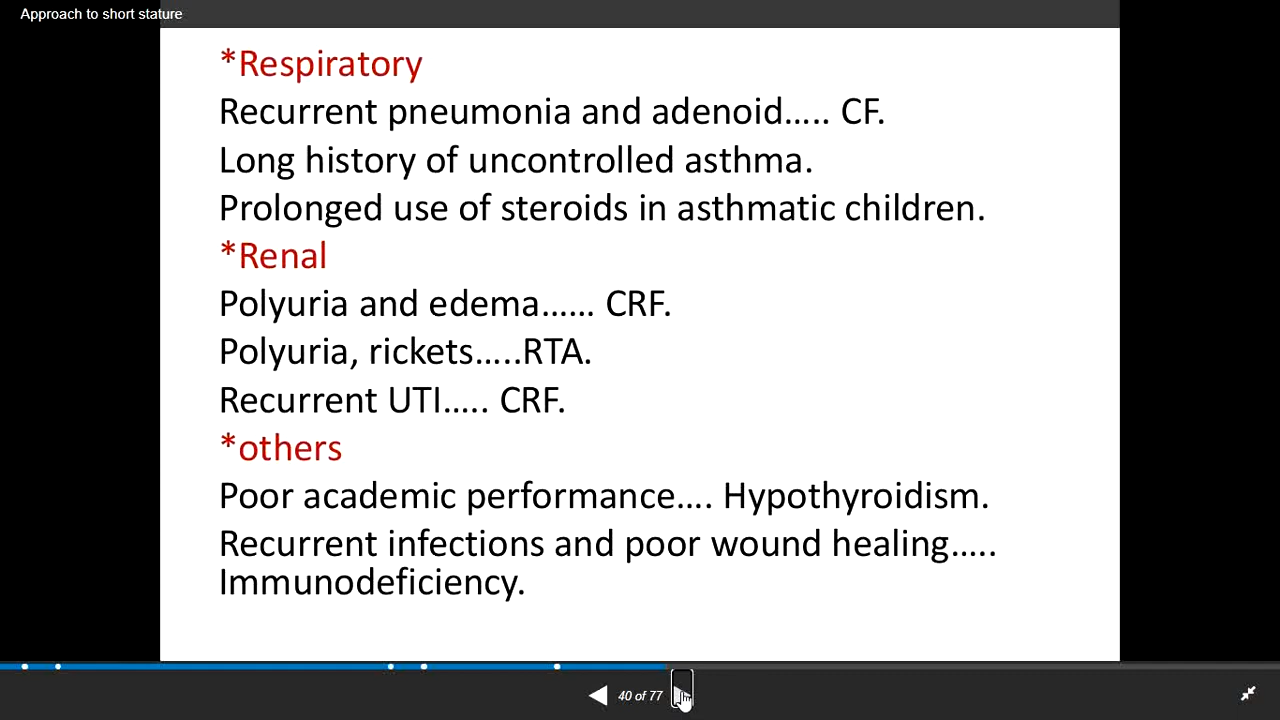 Approach to short stature
*Respiratory
Recurrent pneumonia and adenoid….. CF.
Long history of uncontrolled asthma.
Prolonged use of steroids in asthmatic children.
*Renal
Polyuria and edema…… CRF.
Polyuria, rickets…..RTA.
Recurrent UTI….. CRF.
*others
Poor academic performance…. Hypothyroidism.
Recurrent infections and poor wound healing…..
Immunodeficiency.
40 of 77